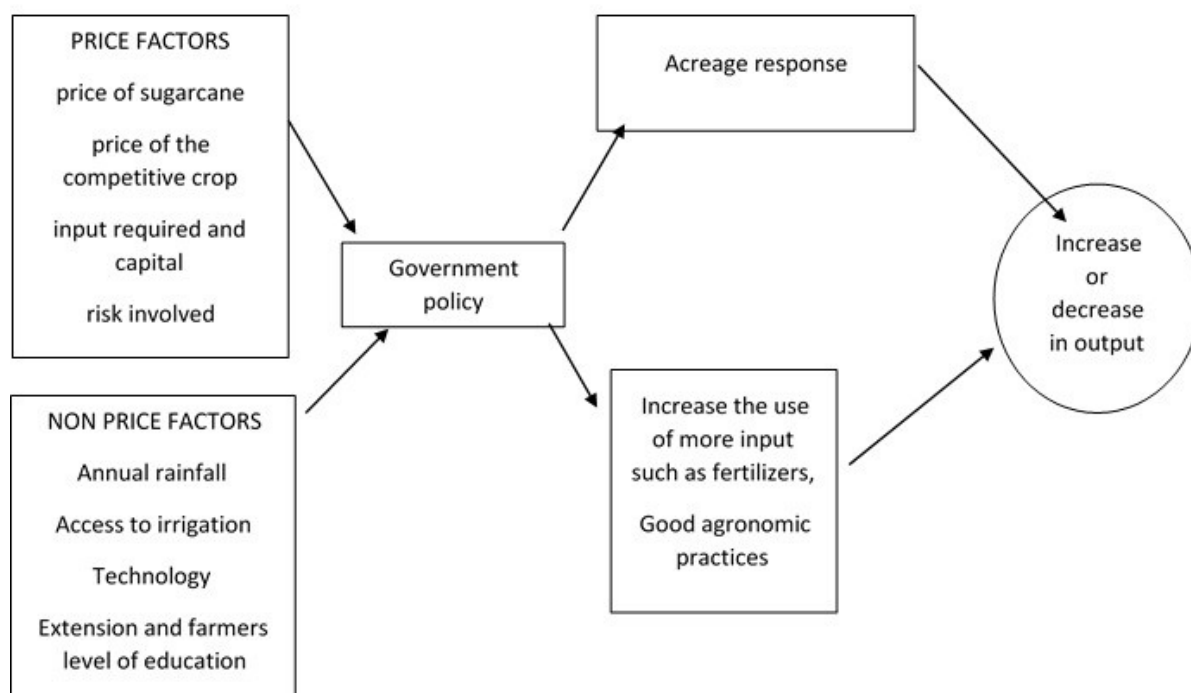 PRICE FACTORS
price of sugarcane
price of the
competitive crop
input required and
capital
risk involved
NON PRICE FACTORS
Annual rainfall
Access to irrigation
Technology
Extension and farmers
level of education
Government
policy
Acreage response
Increase the use
of more input
such as fertilizers,
Good agronomic
practices
Increase
or
decrease
in output